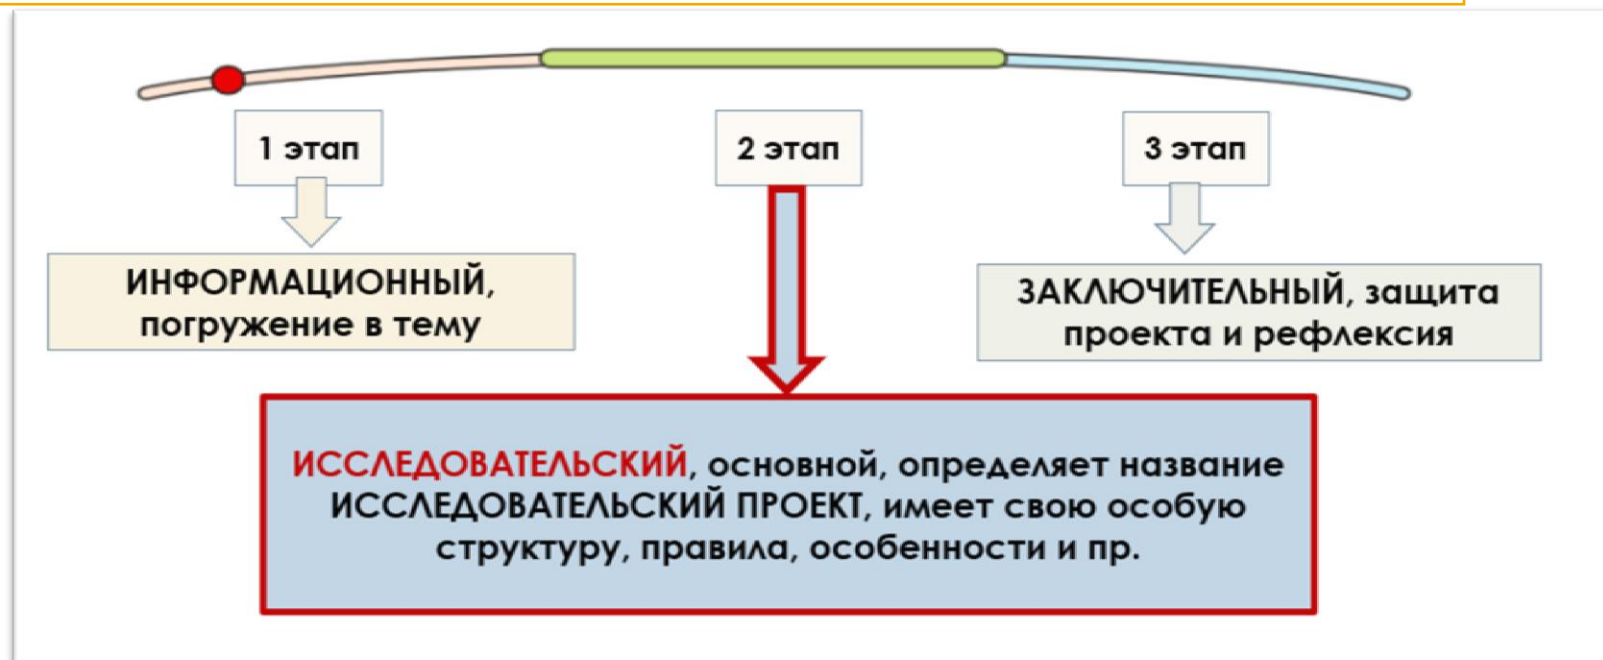 1 этап
2 этап
3 этап
ИНФОРМАЦИОННЫЙ,
погружение в тему
ЗАКЛЮЧИТЕЛЬНЫЙ, защита
проекта и рефлексия
ИССЛЕДОВАТЕЛЬСКИЙ, основной, определяет название
ИССЛЕДОВАТЕЛЬСКИЙ ПРОЕКТ, имеет свою особую
структуру, правила, особенности и пр.